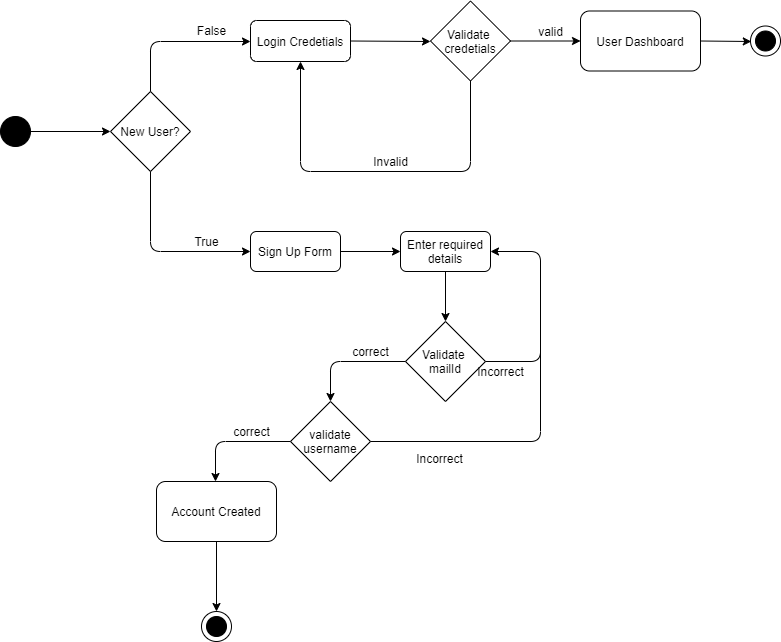 False
Login Credetials
Validate
credetials
valid
User Dashboard
New User?
Invalid
True
Sign Up Form
Enter required
details
correct
Validate
mailId
Incorrect
correct
validate
username
Incorrect
Account Created